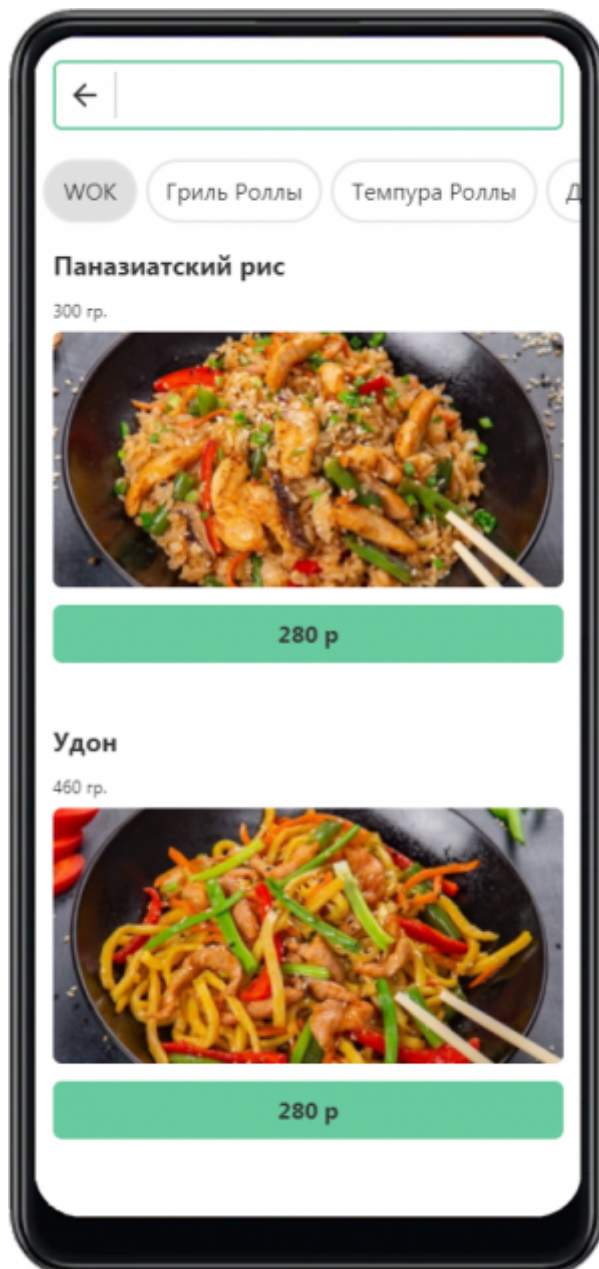 WOK Гриль Роллы Темпура Роллы Д
Паназиатский рис
300 гр.
280 р
Удон
460 гр.
280 р